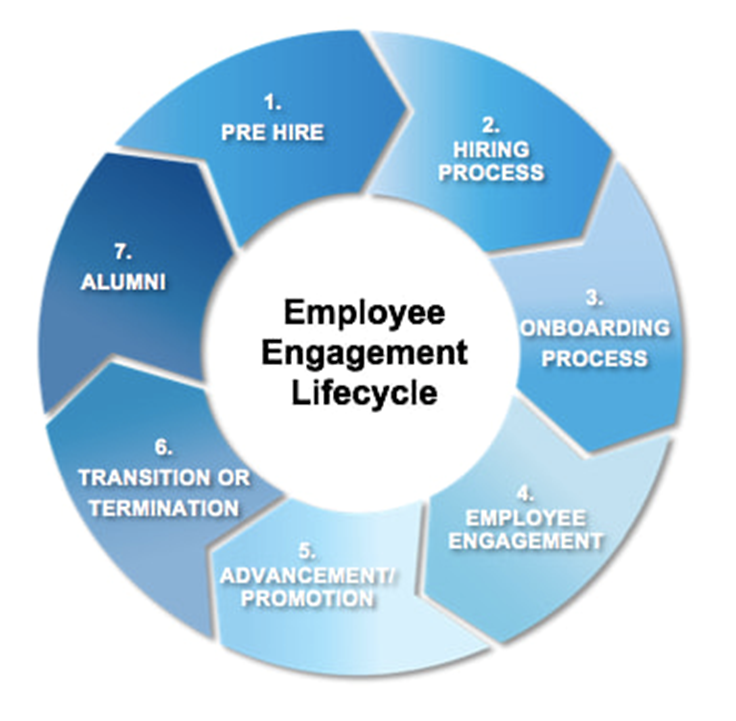 1.
PRE HIRE
2.
HIRING
PROCESS
3.
ONBOARDING
PROCESS
4.
EMPLOYEE
ENGAGEMENT
5.
ADVANCEMENT/
PROMOTION
6.
TRANSITION OR
TERMINATION
7.
ALUMNI
Employee
Engagement
Lifecycle